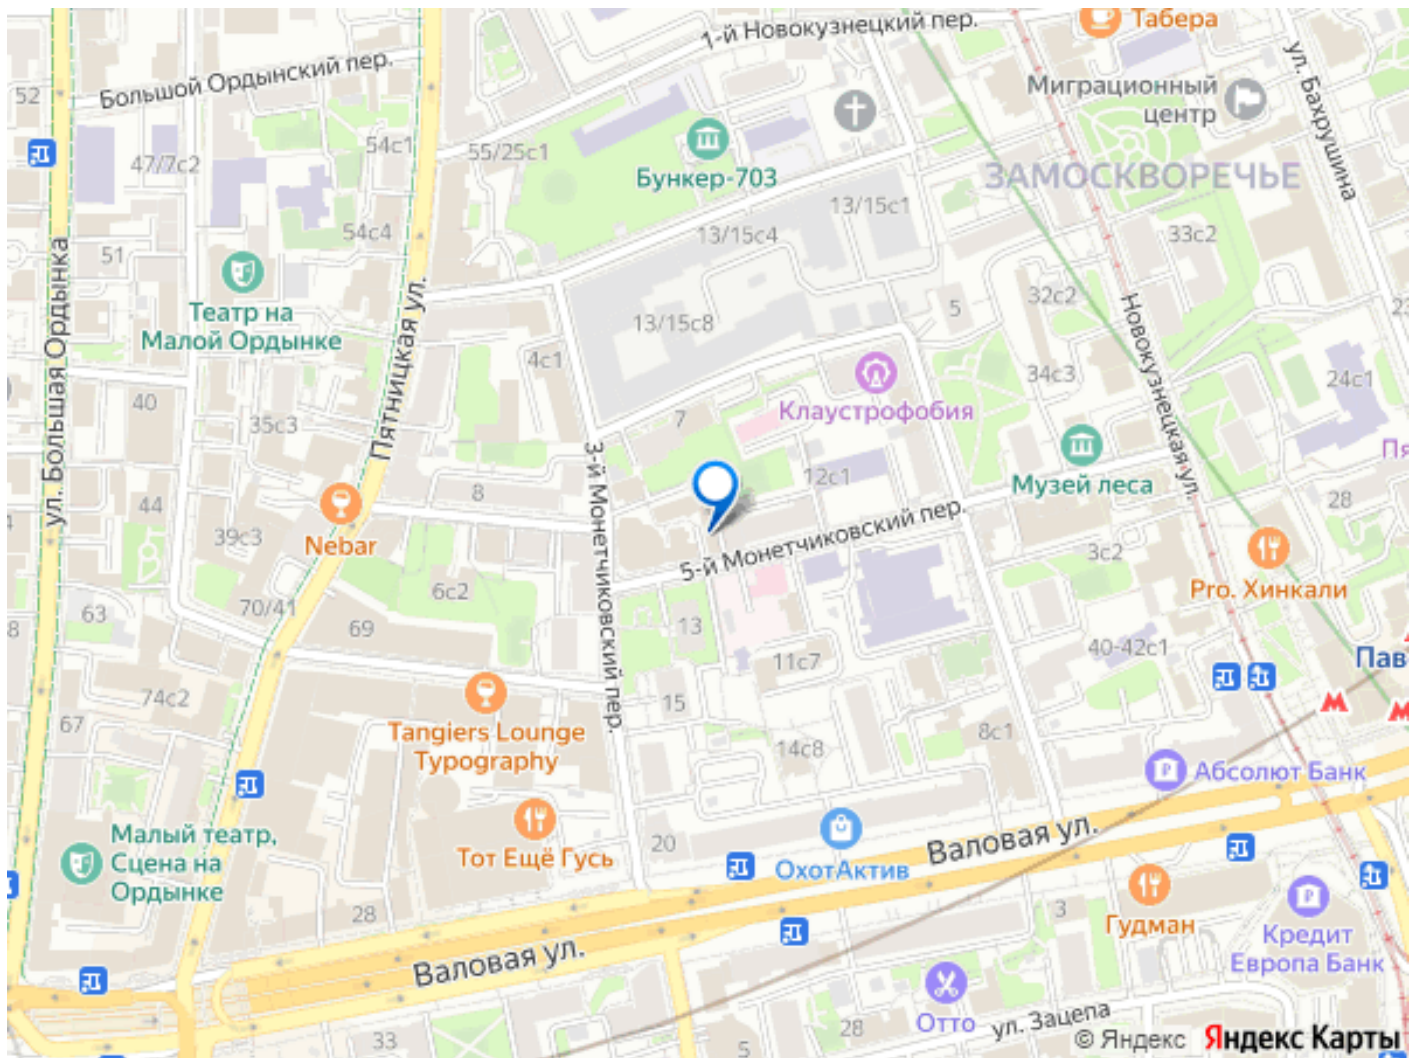 Табера
1-й Новокузнецкий пер.
ул. Бахрушина
Большой Ордынский пер.
52
Миграционный
центр
54с1
55/25с1
47/7с2
Бункер-703
ЗАМОСКВОРЕЧЬЕ
13/15с1
54с4
13/15с4
33с2
51
ул. Большая Ордынка
Театр на
Малой Ордынке
Пятницкая ул.
32с2
5
23
13/15с8
Новокузнецкая ул.
4с1
34с3
24с1
40
Клаустрофобия
35с3
7
3-й Монетчиковский пер.
Пя
12с1
Музей леса
44
8
28
39с3
Nebar
5-й Монетчиковский пер.
3с2
6с2
Pro. Хинкали
63
70/41
8
69
13
40-42с1
11с7
Пав
74с2
67
15
Tangiers Lounge
Typography
8с1
14с8
Абсолют Банк
Малый театр,
Сцена на
Ордынке
Тот Ещё Гусь
20
ОхотАктив
Валовая ул.
28
3
Гудман
Кредит
Европа Банк
Валовая ул.
Отто
ул. Зацепа
33
28
5
© Яндекс Яндекс Карты